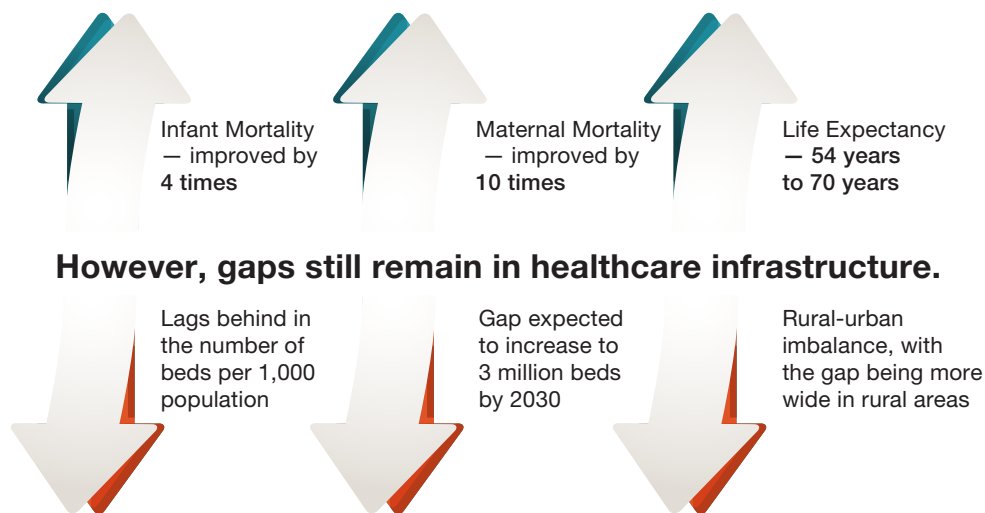 Infant Mortality
— improved by
4 times
Maternal Mortality
— improved by
10 times
Life Expectancy
— 54 years
to 70 years
However, gaps still remain in healthcare infrastructure.
Lags behind in
the number of
beds per 1,000
population
Gap expected
to increase to
3 million beds
by 2030
Rural-urban
imbalance, with
the gap being more
wide in rural areas